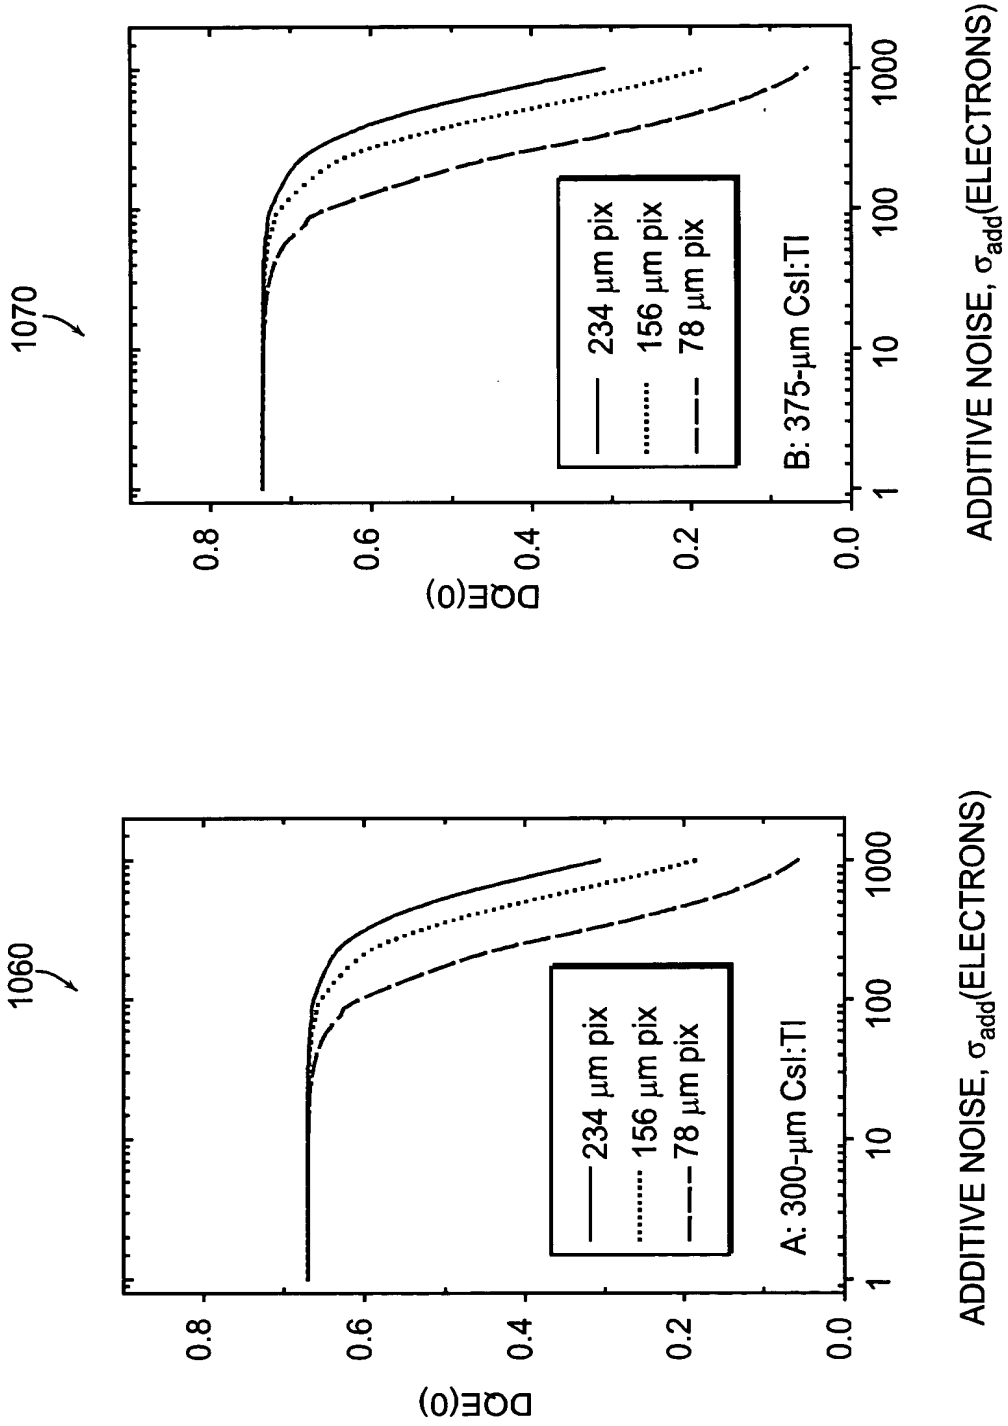 1060
DQE(0)
0.8
0.6
0.4
0.2
0.0
234 μm pix
156 μm pix
78 μm pix
A: 300-μm CsI:Tl
1
10
100
1000
ADDITIVE NOISE, σadd(ELECTRONS)
1070
DQE(0)
0.8
0.6
0.4
0.2
0.0
234 μm pix
156 μm pix
78 μm pix
B: 375-μm CsI:Tl
1
10
100
1000
ADDITIVE NOISE, σadd(ELECTRONS)